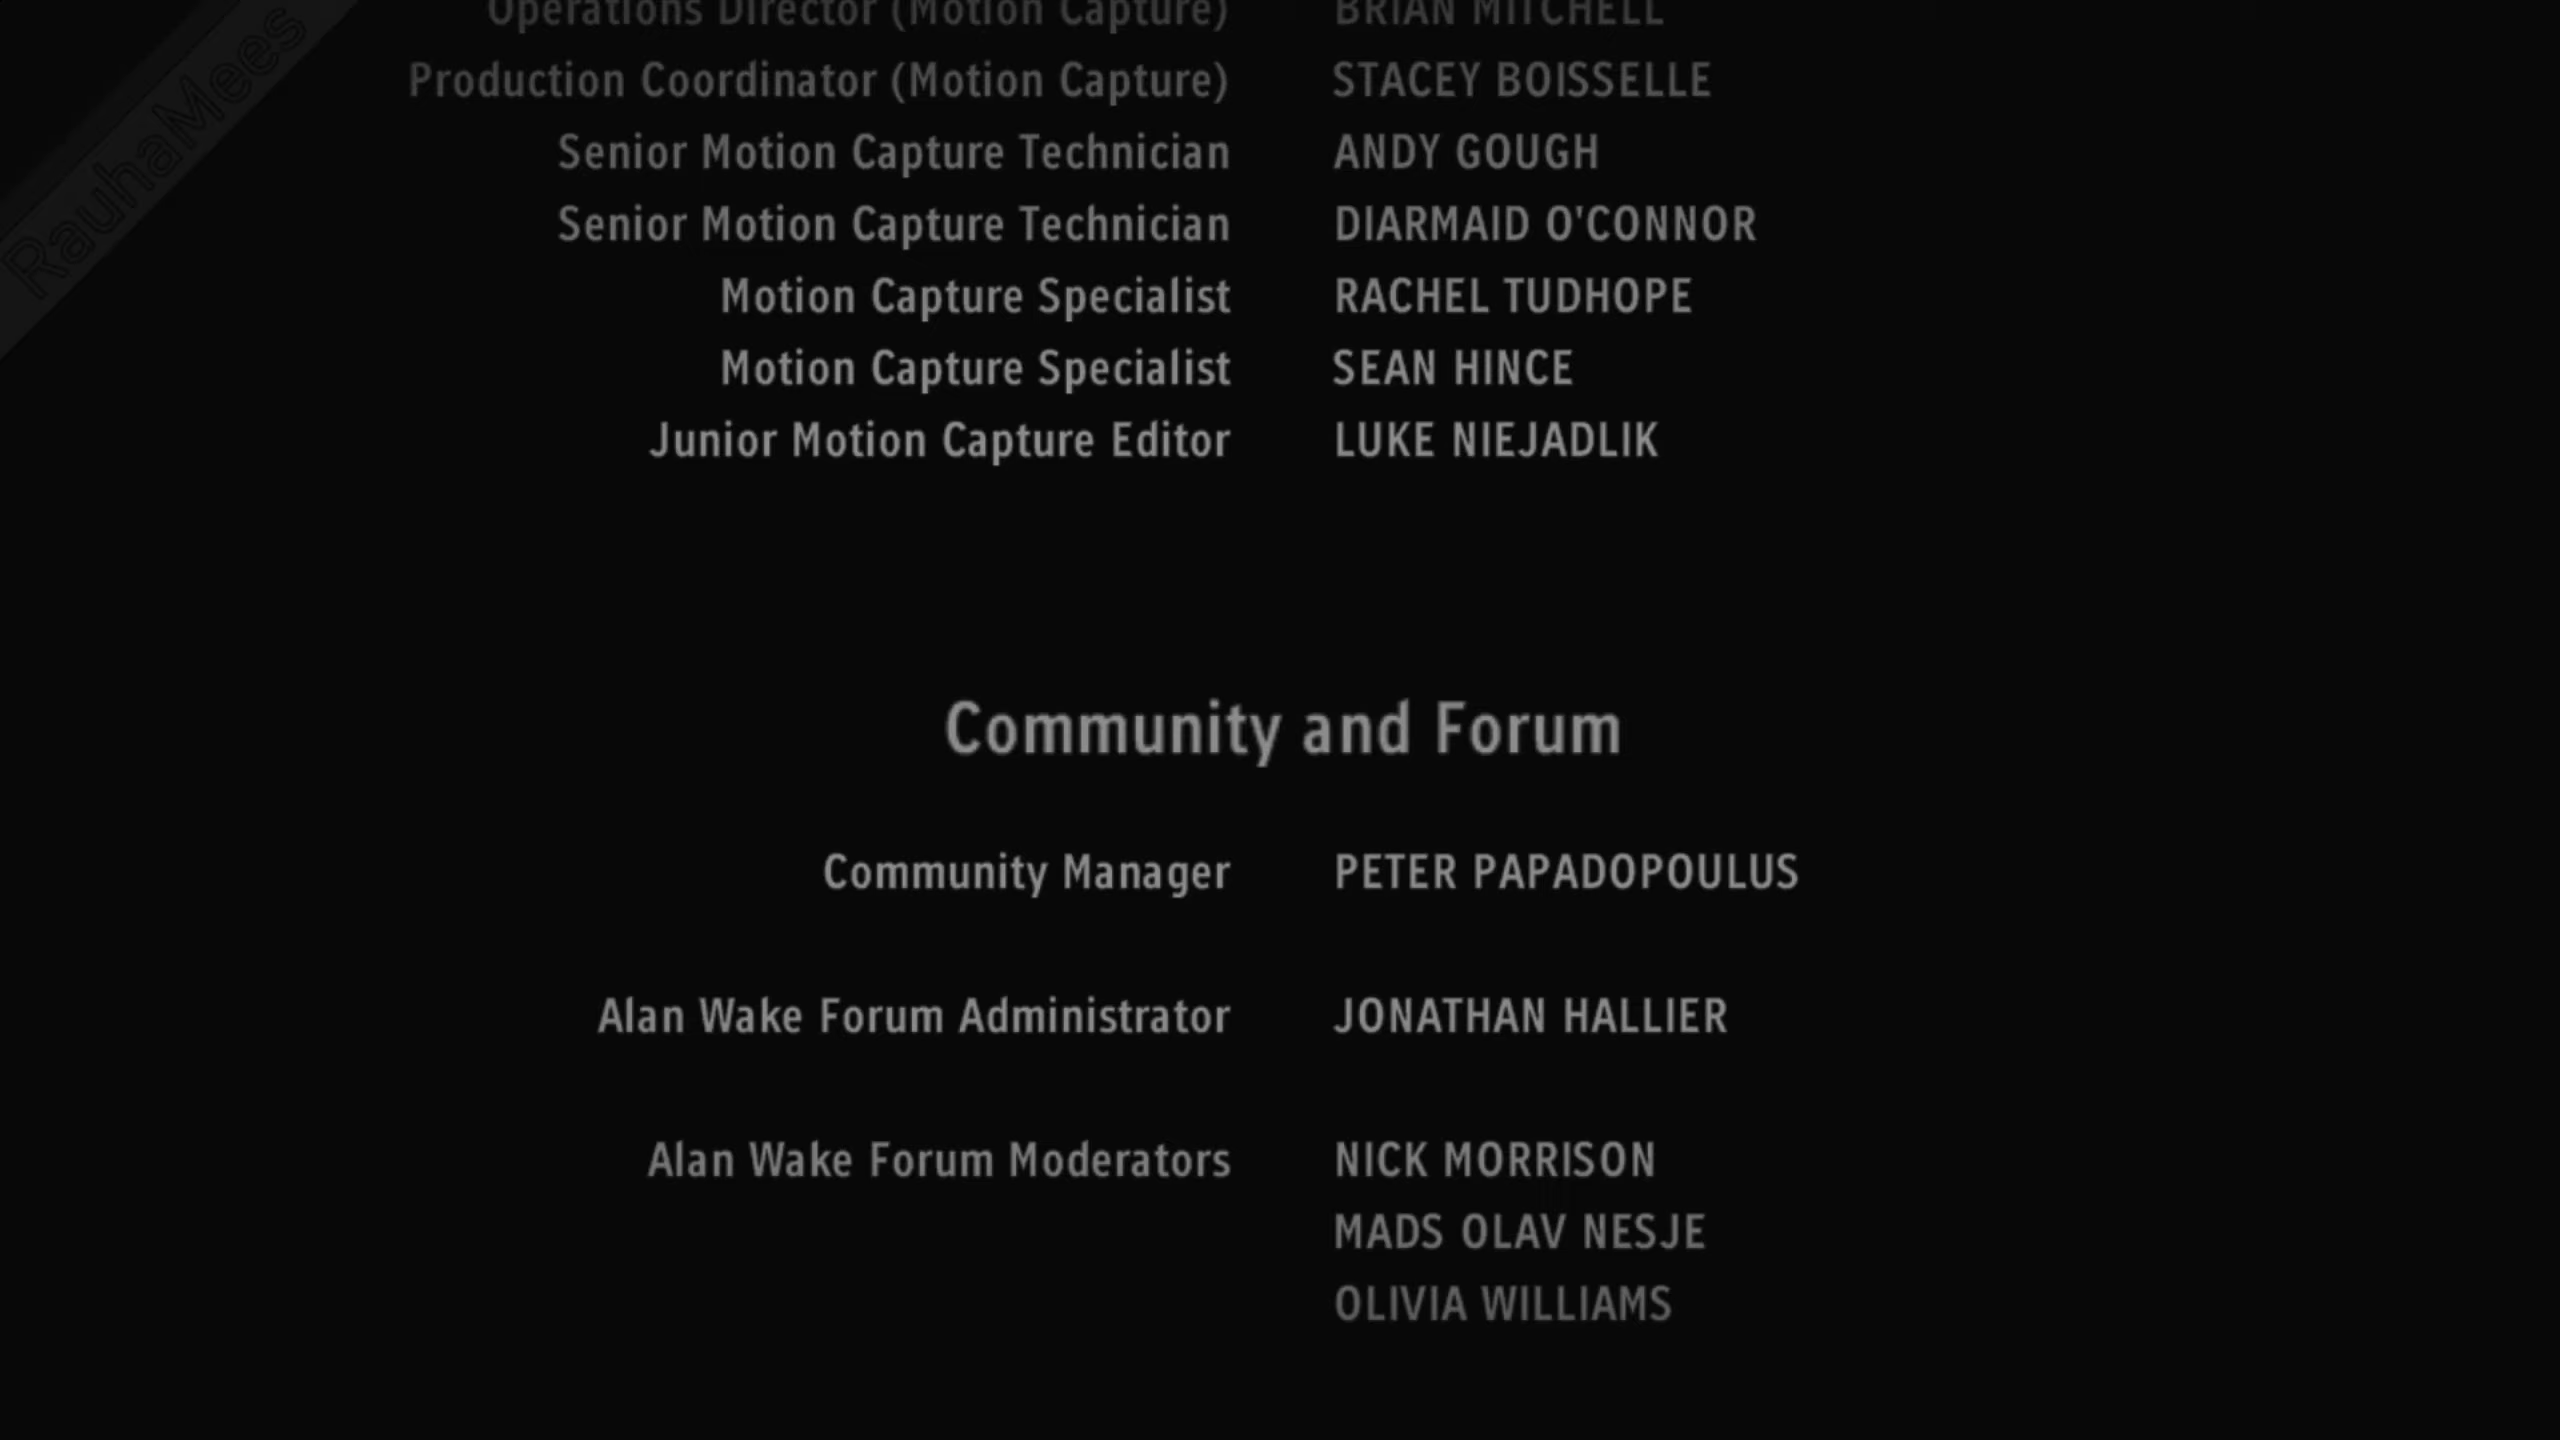 RauhaMees
Operations Director (Motion Capture) BRIAN MITCHELL
Production Coordinator (Motion Capture) STACEY BOISSELLE
Senior Motion Capture Technician ANDY GOUGH
Senior Motion Capture Technician DIARMAID O'CONNOR
Motion Capture Specialist RACHEL TUDHOPE
Motion Capture Specialist SEAN HINCE
Junior Motion Capture Editor LUKE NIEJADLIK
Community and Forum
Community Manager PETER PAPADOPOULUS
Alan Wake Forum Administrator JONATHAN HALLIER
Alan Wake Forum Moderators NICK MORRISON
MADS OLAV NESJE
OLIVIA WILLIAMS